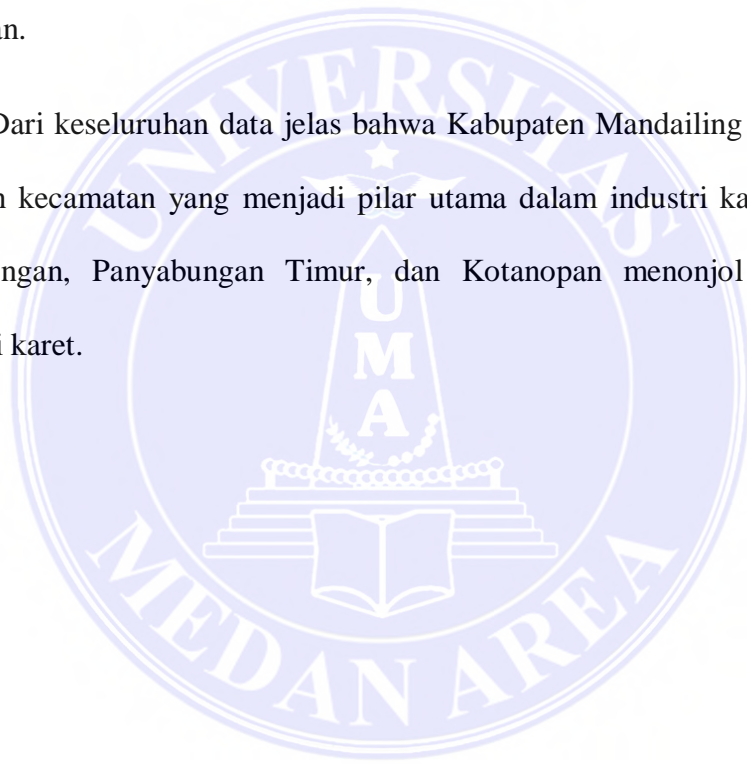 an.
Dari keseluruhan data jelas bahwa Kabupaten Mandailing
n kecamatan yang menjadi pilar utama dalam industri ka
ngan, Panyabungan Timur, dan Kotanopan menonjol
i karet.
UNIVERSITAS
UMA
MEDAN AREA